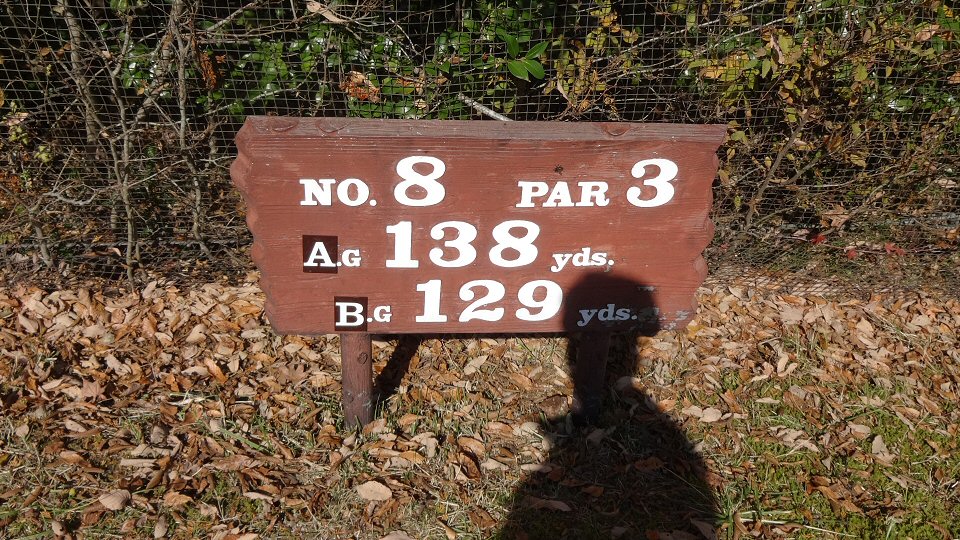 NO. 8 PAR 3
A.G 138 yds.
B.G 129 yds.